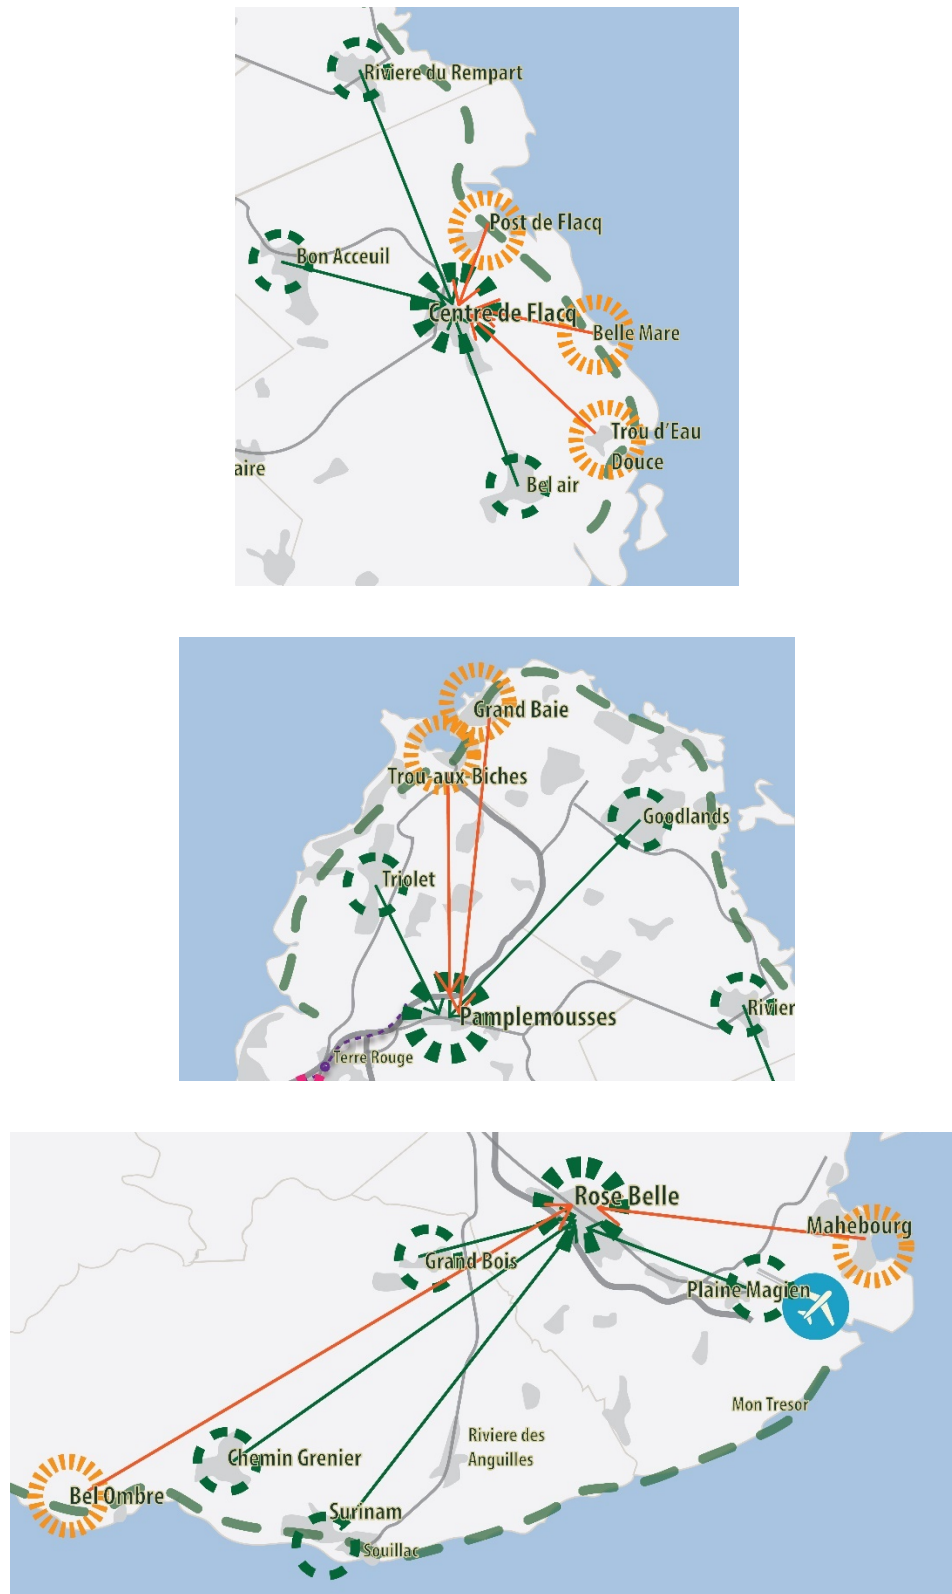 Riviere du Rempart
Post de Flacq
Bon Acceuil
Centre de Flacq
Belle Mare
Trou d'Eau
Douce
aire
Bel air
Grand Baie
Trou-aux-Biches
Goodlands
Triolet
Rivier
Pamplemousses
Terre Rouge
Rose Belle
Mahebourg
Grand Bois
Plaine Magien
Mon Tresor
Riviere des
Anguilles
Chemin Grenier
Bel Ombre
Surinam
Souillac